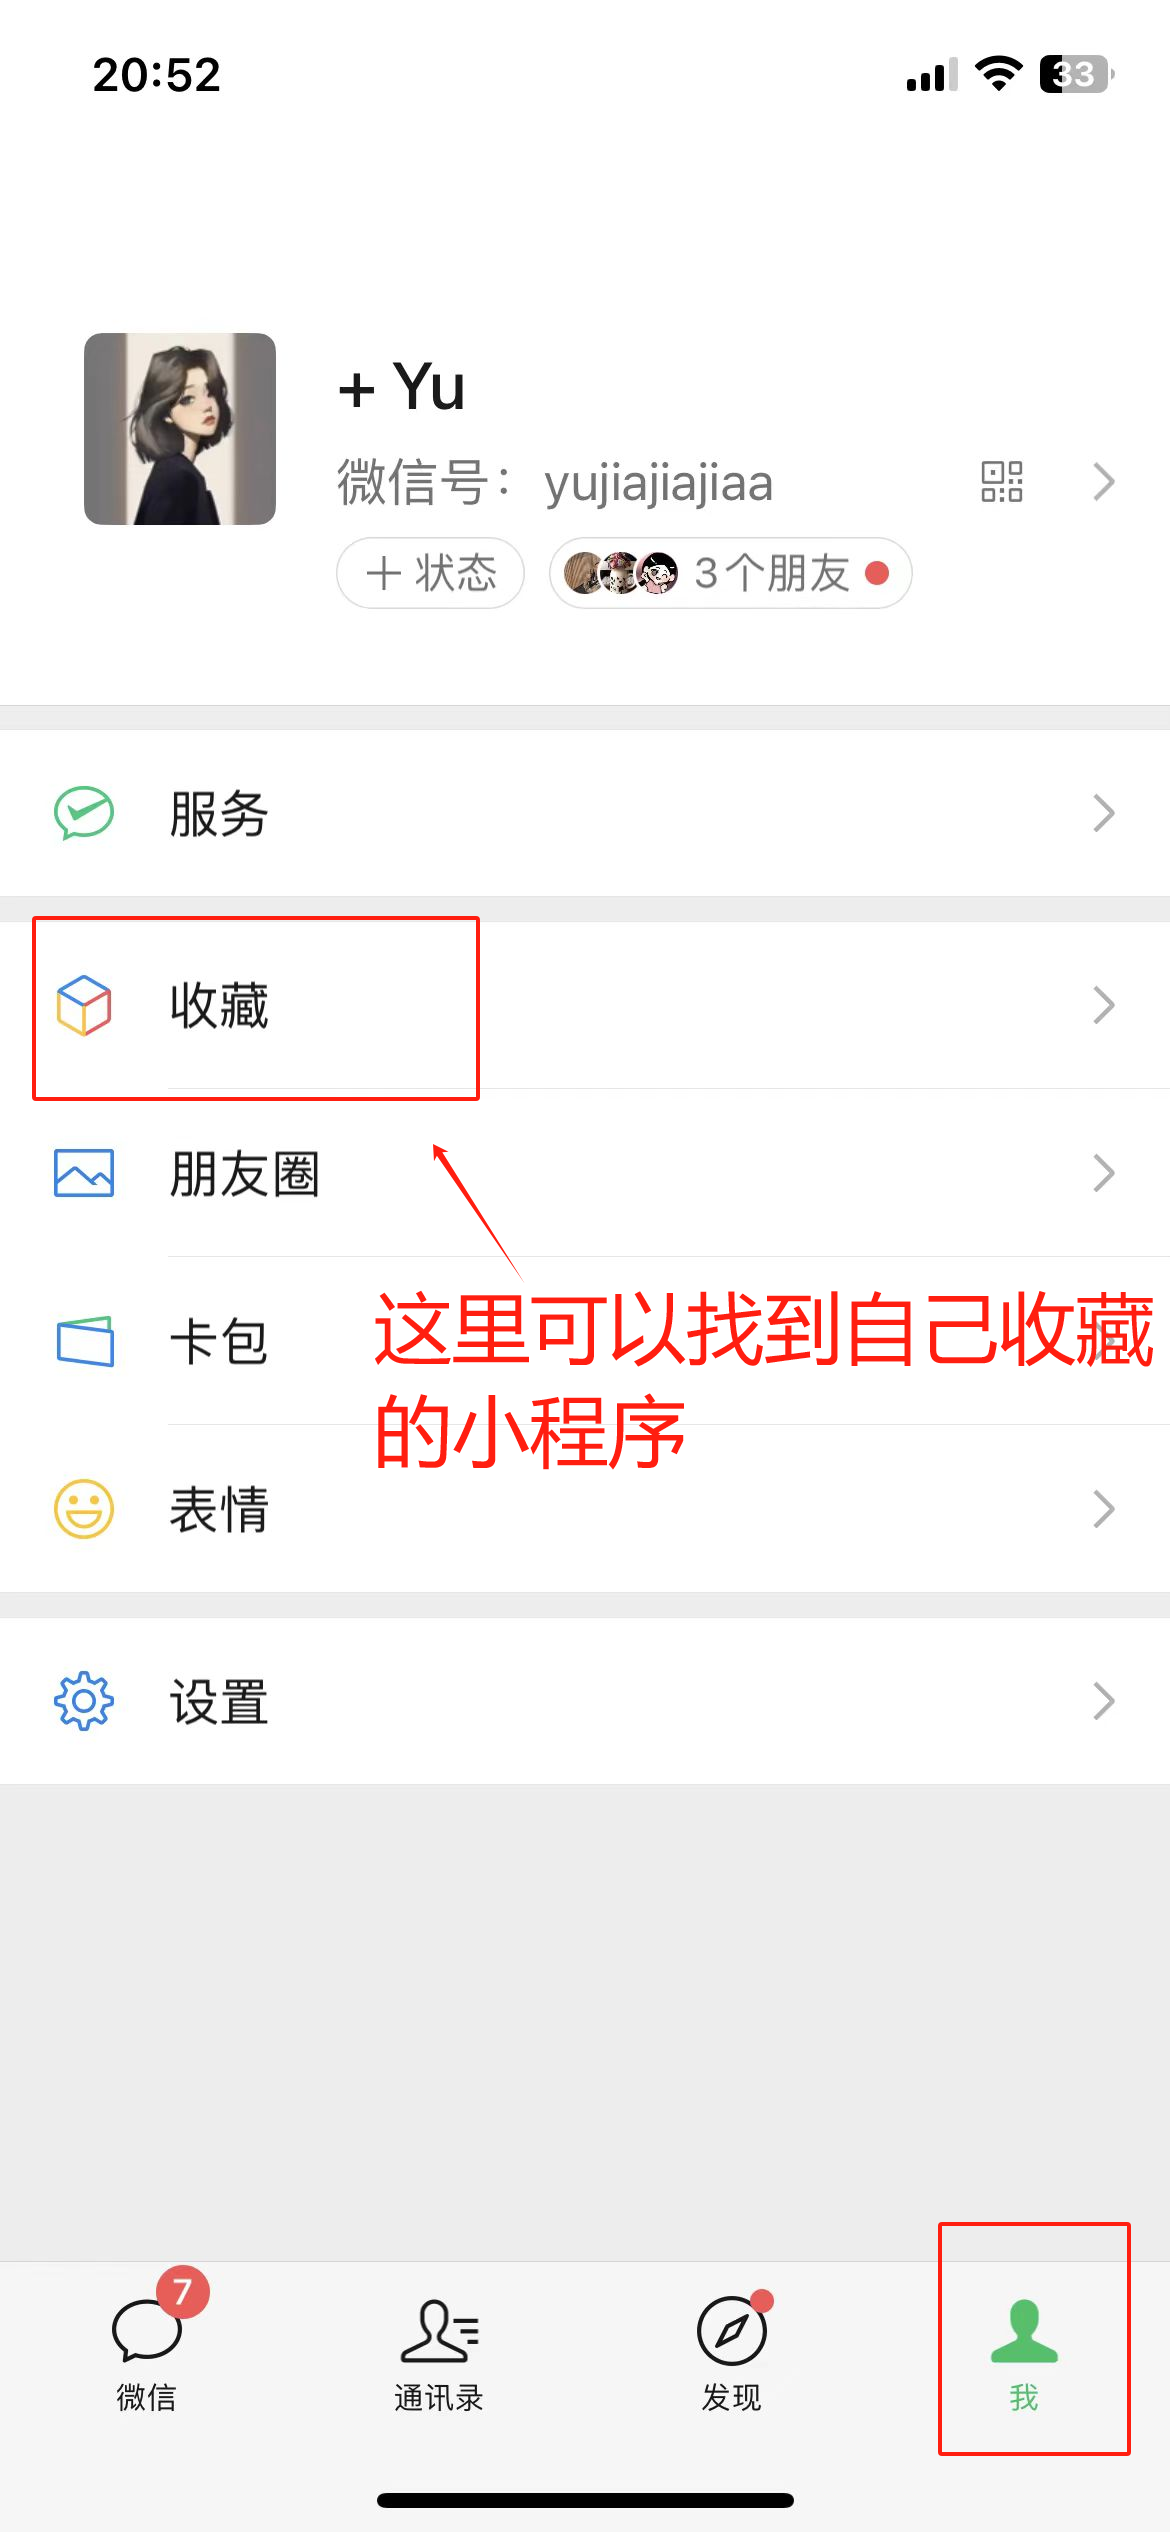 20:52
33
+ Yu
微信号： yujiajiajiaa
状态
3个朋友
服务
收藏
朋友圈
卡包
这里可以找到自己收藏
的小程序
表情
设置
7
微信
通讯录
发现
我